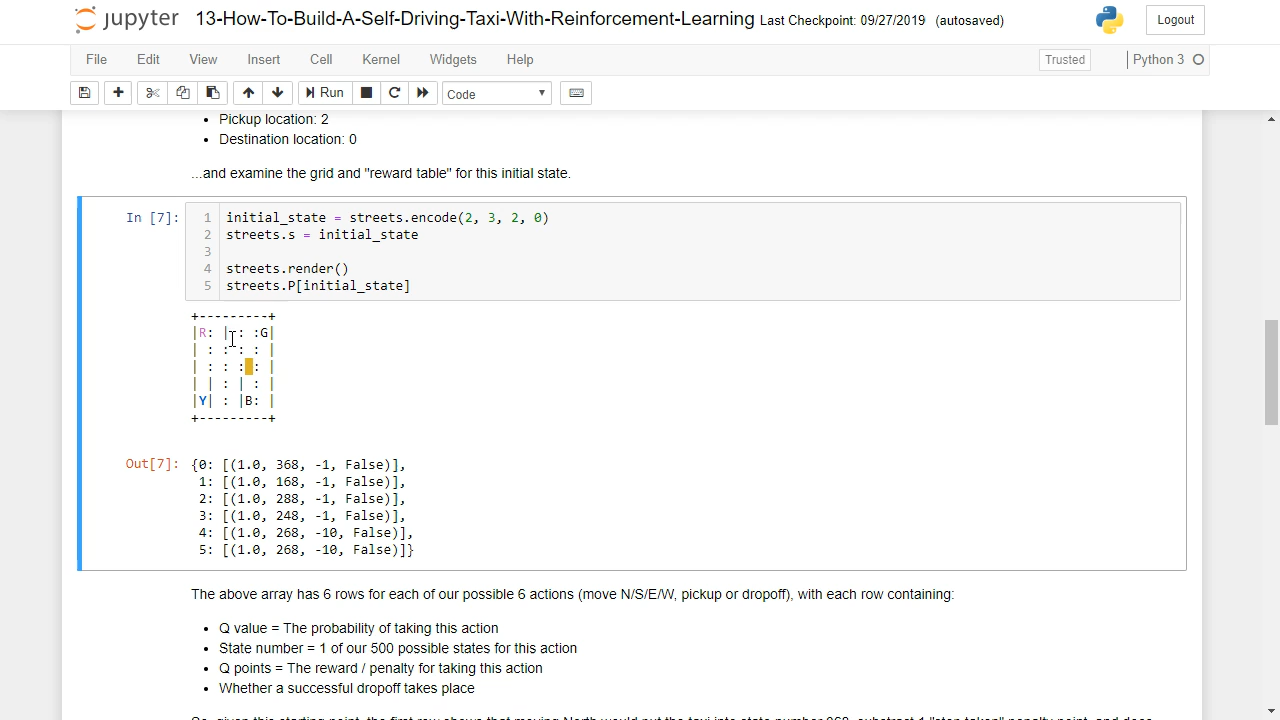 jupyter 13-How-To-Build-A-Self-Driving-Taxi-With-Reinforcement-Learning Last Checkpoint: 09/27/2019 (autosaved) Logout
File Edit View Insert Cell Kernel Widgets Help Trusted Python 3
Run Code
• Pickup location: 2
• Destination location: 0
...and examine the grid and "reward table" for this initial state.
In [7]: 1 initial_state = streets.encode(2, 3, 2, 0)
2 streets.s = initial_state
3
4 streets.render()
5 streets.P[initial_state]
+---------+
|R: | : :G|
| : : : : |
| : : : : |
| | : | : |
|Y| : |B: |
+---------+
Out[7]: {0: [(1.0, 368, -1, False)],
1: [(1.0, 168, -1, False)],
2: [(1.0, 288, -1, False)],
3: [(1.0, 248, -1, False)],
4: [(1.0, 268, -10, False)],
5: [(1.0, 268, -10, False)]}
The above array has 6 rows for each of our possible 6 actions (move N/S/E/W, pickup or dropoff), with each row containing:
• Q value = The probability of taking this action
• State number = 1 of our 500 possible states for this action
• Q points = The reward / penalty for taking this action
• Whether a successful dropoff takes place